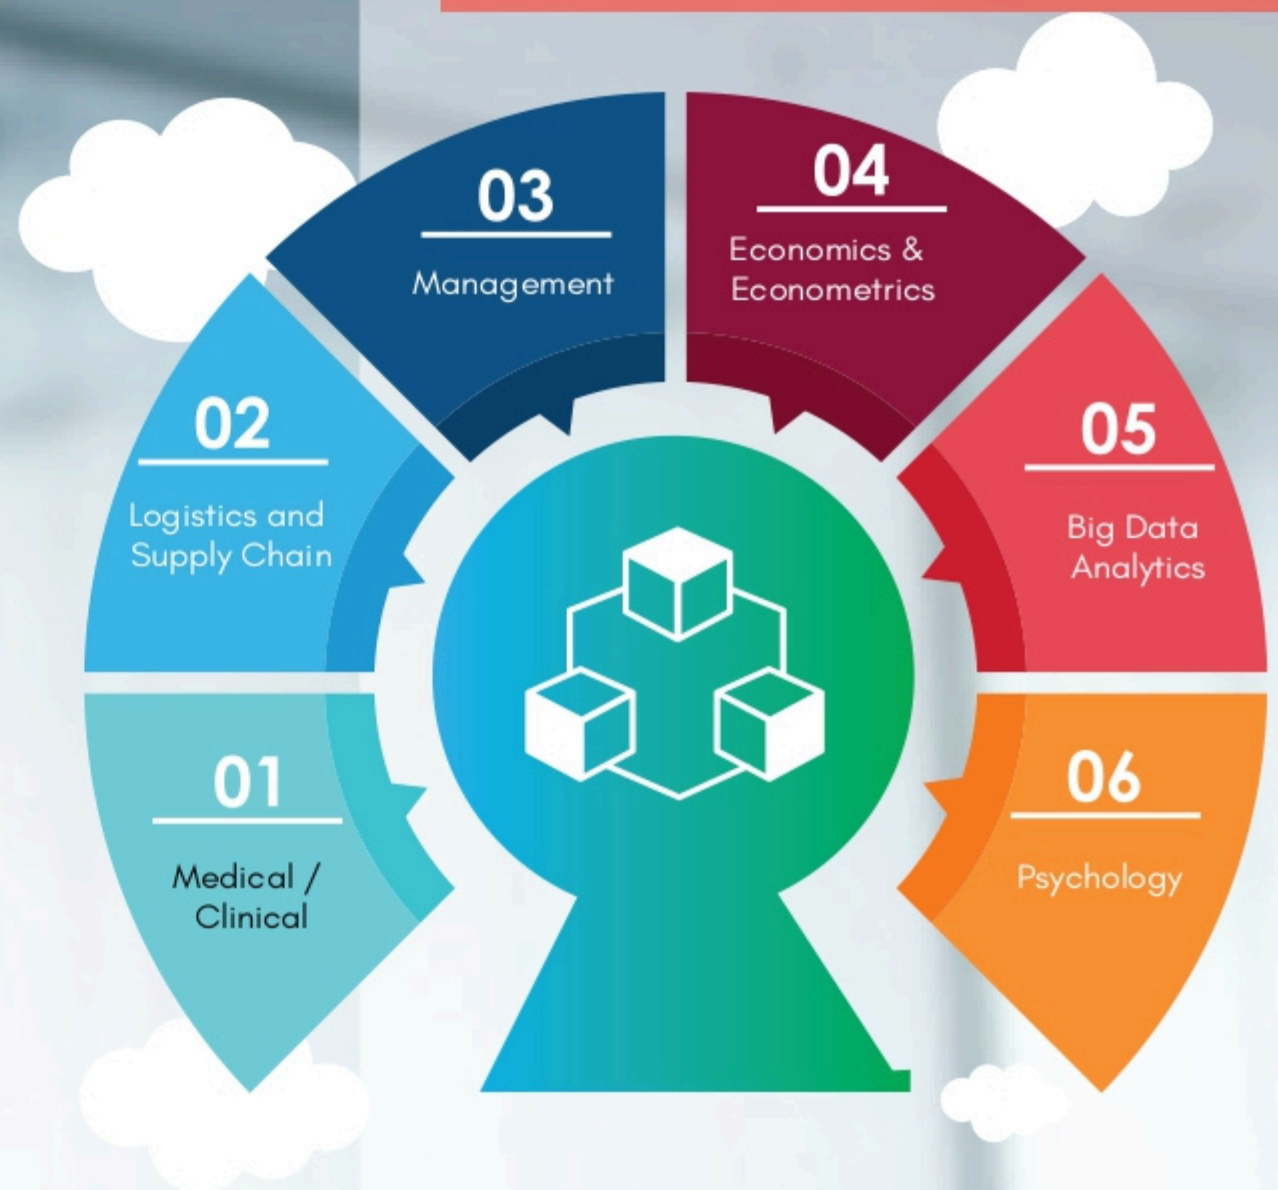 01
Medical /
Clinical
02
Logistics and
Supply Chain
03
Management
04
Economics &
Econometrics
05
Big Data
Analytics
06
Psychology